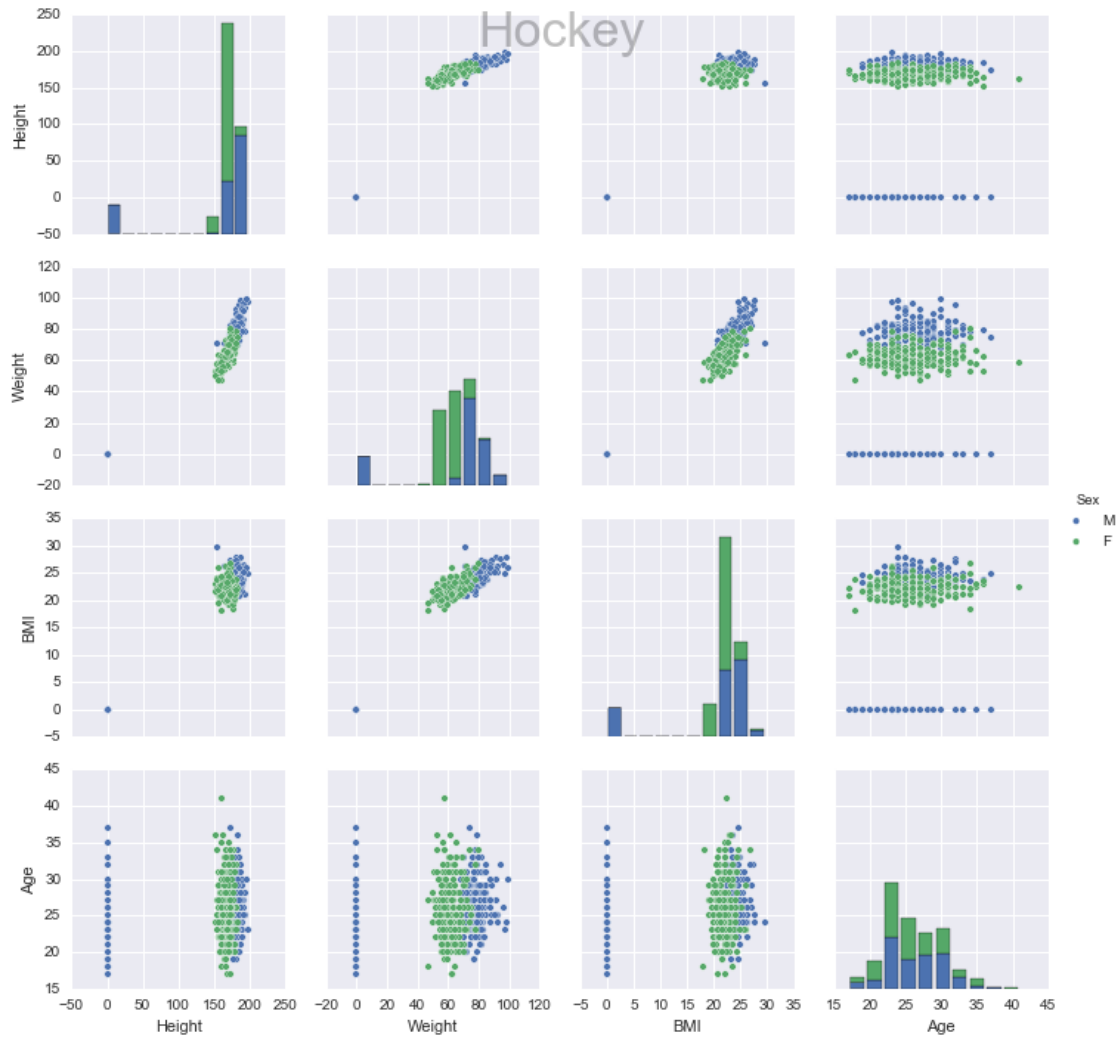 Hockey
250
200
150
100
50
0
−50
Height
120
100
80
60
40
20
0
−20
Weight
35
30
25
20
15
10
5
0
−5
BMI
45
40
35
30
25
20
15
Age
Sex
M
F
−50 0 50 100 150 200 250
Height
−20 0 20 40 60 80 100 120
Weight
−5 0 5 10 15 20 25 30 35
BMI
15 20 25 30 35 40 45
Age